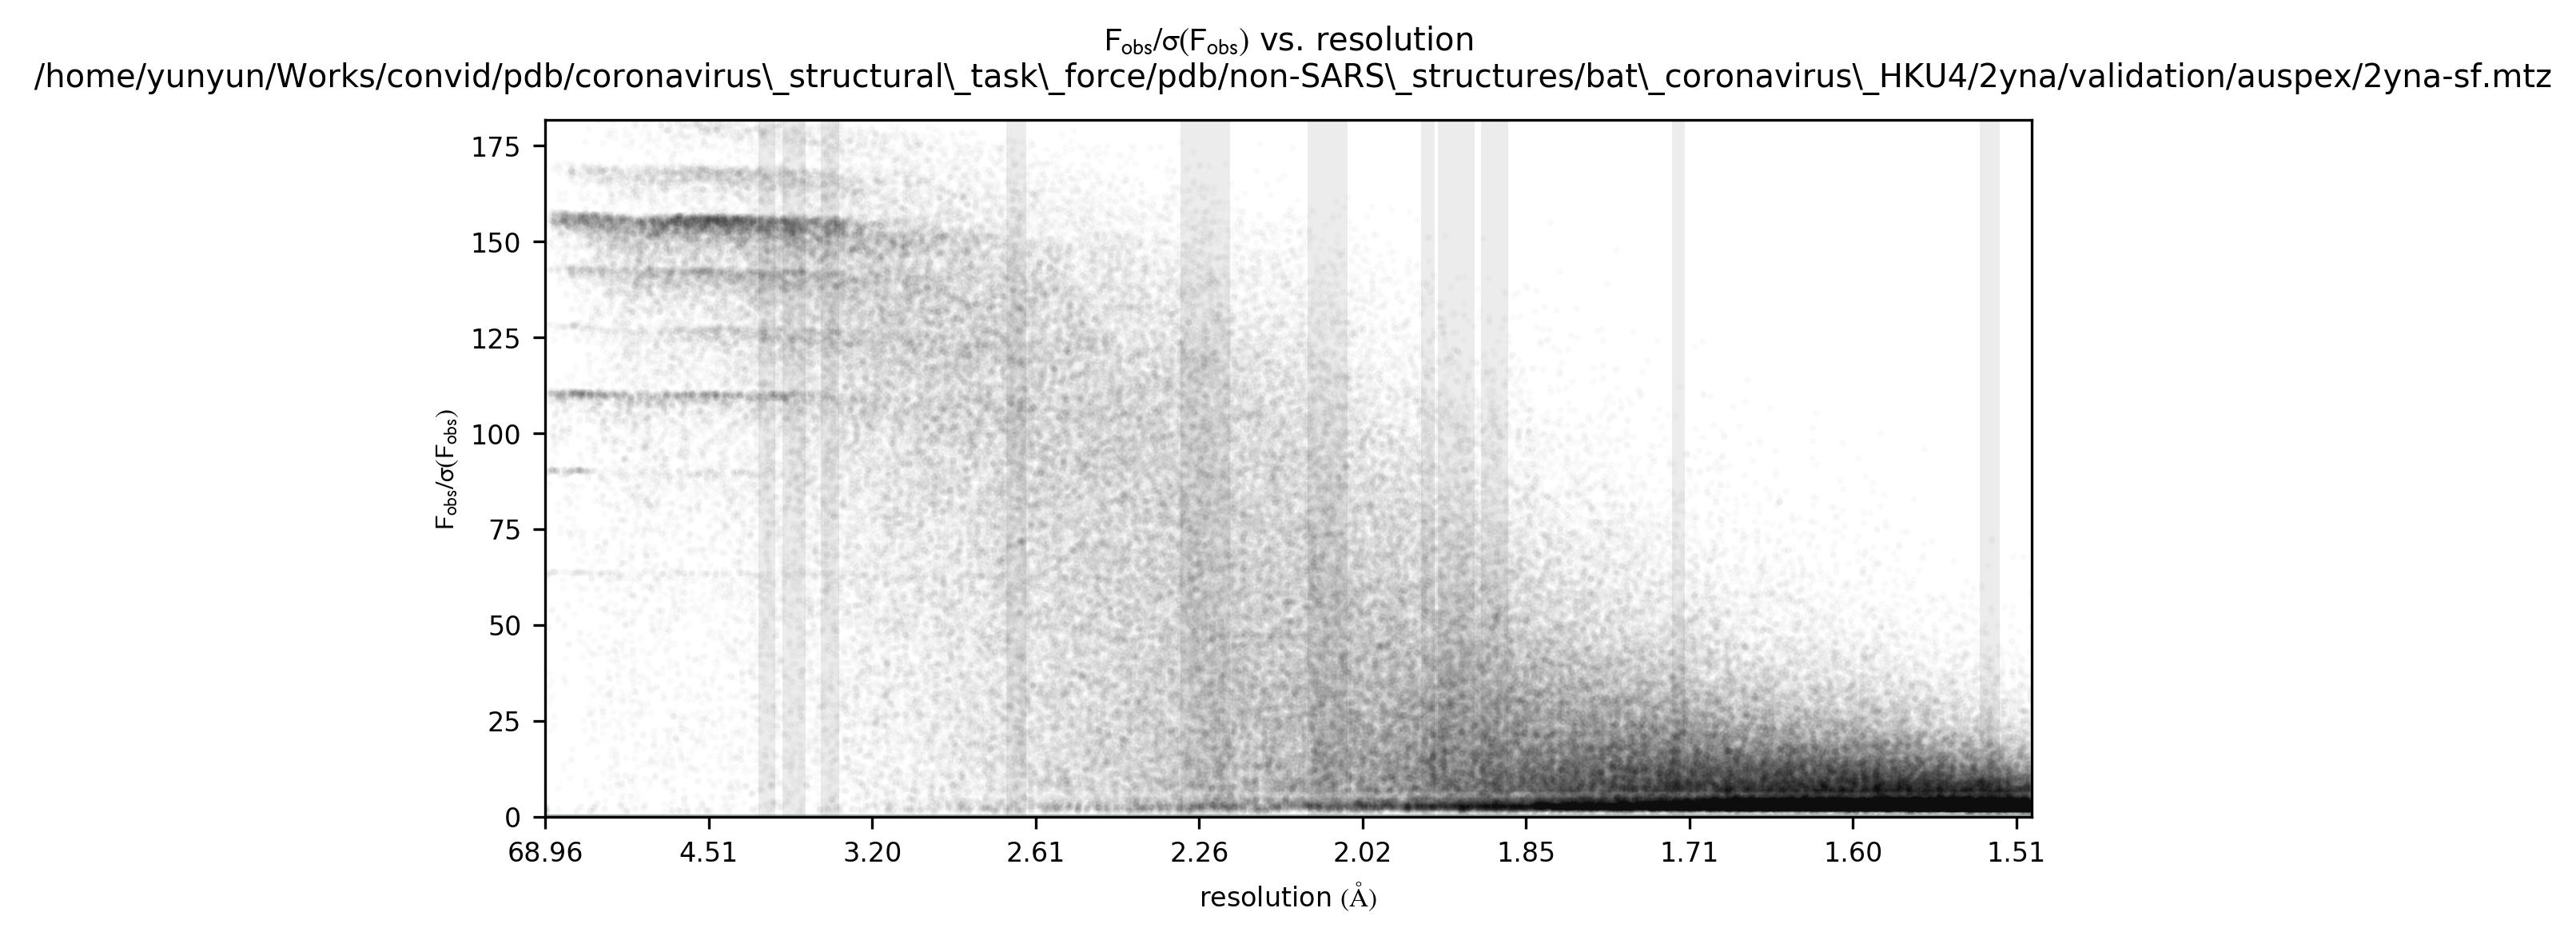 Fobs/σ(Fobs) vs. resolution
/home/yunyun/Works/convid/pdb/coronavirus\_structural\_task\_force/pdb/non-SARS\_structures/bat\_coronavirus\_HKU4/2yna/validation/auspex/2yna-sf.mtz
175
150
125
100
75
50
25
0
Fobs/σ(Fobs)
68.96 4.51 3.20 2.61 2.26 2.02 1.85 1.71 1.60 1.51
resolution (Å)